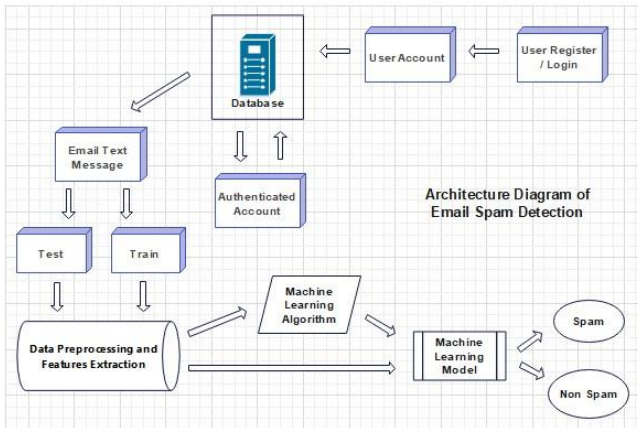 User Register
/ Login
User Account
Database
Email Text
Message
Authenticated
Account
Architecture Diagram of
Email Spam Detection
Test
Train
Machine
Learning
Algorithm
Data Preprocessing and
Features Extraction
Machine
Learning
Model
Spam
Non Spam